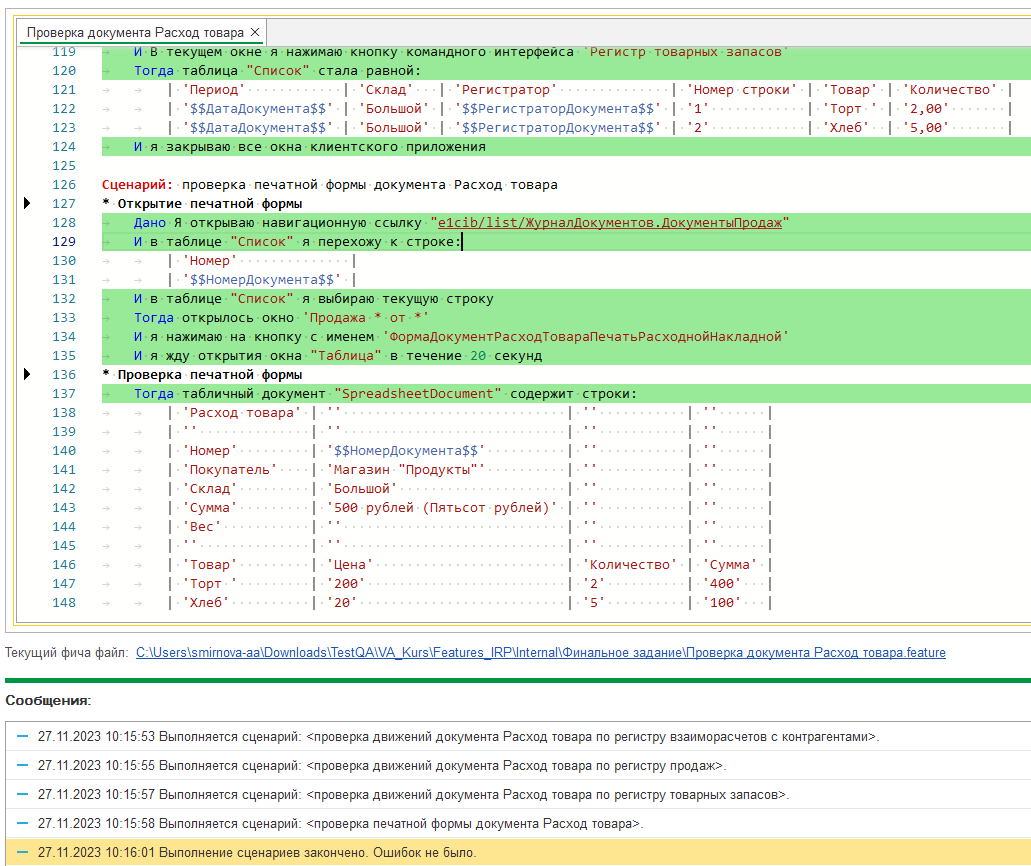 Проверка документа Расход товара ×
119 И В текущем окне я нажимаю кнопку командного интерфейса 'Регистр товарных запасов'
120 Тогда таблица "Список" стала равной:
121 | 'Период' | 'Склад' | 'Регистратор' | 'Номер строки' | 'Товар' | 'Количество' |
122 | '$$ДатаДокумента$$' | 'Большой' | '$$РегистраторДокумента$$' | '1' | 'Торт ' | '2,00' |
123 | '$$ДатаДокумента$$' | 'Большой' | '$$РегистраторДокумента$$' | '2' | 'Хлеб' | '5,00' |
124 И я закрываю все окна клиентского приложения
125
126 Сценарий: проверка печатной формы документа Расход товара
127 * Открытие печатной формы
128 Дано Я открываю навигационную ссылку "e1cib/list/ЖурналДокументов.ДокументыПродаж"
129 И в таблице "Список" я перехожу к строке:
130 | 'Номер' |
131 | '$$НомерДокумента$$' |
132 И в таблице "Список" я выбираю текущую строку
133 Тогда открылось окно 'Продажа * от *'
134 И я нажимаю на кнопку с именем 'ФормаДокументРасходТовараПечатьРасходнойНакладной'
135 И я жду открытия окна "Таблица" в течение 20 секунд
136 * Проверка печатной формы
137 Тогда табличный документ "SpreadsheetDocument" содержит строки:
138 | 'Расход товара' | '' | '' | '' |
139 | '' | '' | '' | '' |
140 | 'Номер' | '$$НомерДокумента$$' | '' | '' |
141 | 'Покупатель' | 'Магазин "Продукты"' | '' | '' |
142 | 'Склад' | 'Большой' | '' | '' |
143 | 'Сумма' | '500 рублей (Пятьсот рублей)' | '' | '' |
144 | 'Вес' | '' | '' | '' |
145 | '' | '' | '' | '' |
146 | 'Товар' | 'Цена' | 'Количество' | 'Сумма' |
147 | 'Торт ' | '200' | '2' | '400' |
148 | 'Хлеб' | '20' | '5' | '100' |
Текущий фича файл: C:\Users\smirnova-aa\Downloads\TestQA\VA_Kurs\Features_IRP\Internal\Финальное задание\Проверка документа Расход товара.feature
Сообщения:
27.11.2023 10:15:53 Выполняется сценарий: <проверка движений документа Расход товара по регистру взаиморасчетов с контрагентами>.
27.11.2023 10:15:55 Выполняется сценарий: <проверка движений документа Расход товара по регистру продаж>.
27.11.2023 10:15:57 Выполняется сценарий: <проверка движений документа Расход товара по регистру товарных запасов>.
27.11.2023 10:15:58 Выполняется сценарий: <проверка печатной формы документа Расход товара>.
27.11.2023 10:16:01 Выполнение сценариев закончено. Ошибок не было.